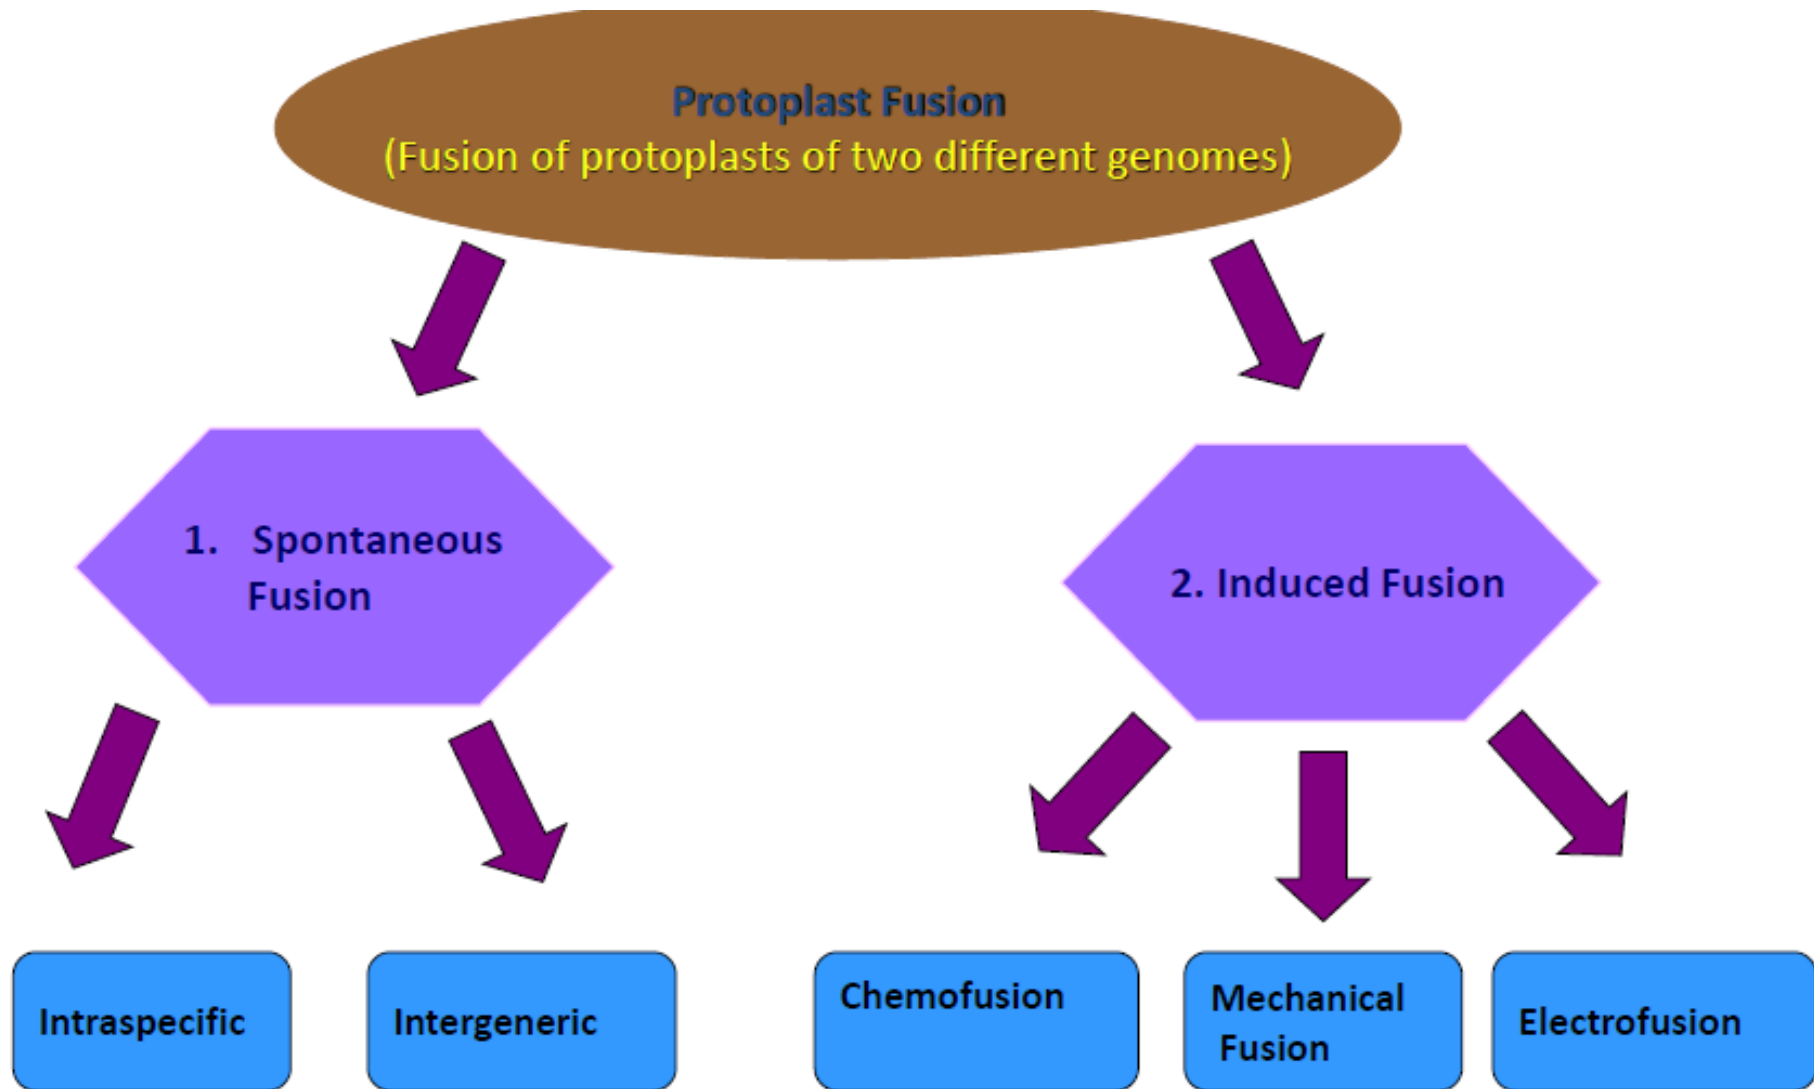 Protoplast Fusion
(Fusion of protoplasts of two different genomes)
1. Spontaneous
Fusion
2. Induced Fusion
Intraspecific
Intergeneric
Chemofusion
Mechanical
Fusion
Electrofusion